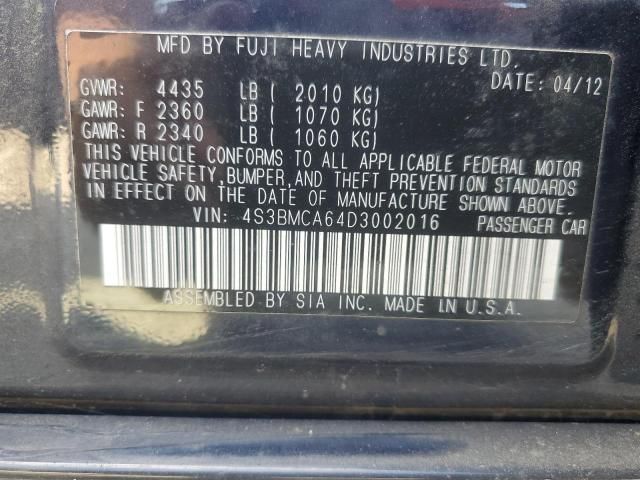 MFD BY FUJI HEAVY INDUSTRIES LTD.
DATE: 04/12
GVWR: 4435 LB ( 2010 KG)
GAWR: F 2360 LB ( 1070 KG)
GAWR: R 2340 LB ( 1060 KG)
THIS VEHICLE CONFORMS TO ALL APPLICABLE FEDERAL MOTOR
VEHICLE SAFETY, BUMPER, AND THEFT PREVENTION STANDARDS
IN EFFECT ON THE DATE OF MANUFACTURE SHOWN ABOVE.
VIN: 4S3BMCA64D3002016 PASSENGER CAR
ASSEMBLED BY SIA INC. MADE IN U.S.A.